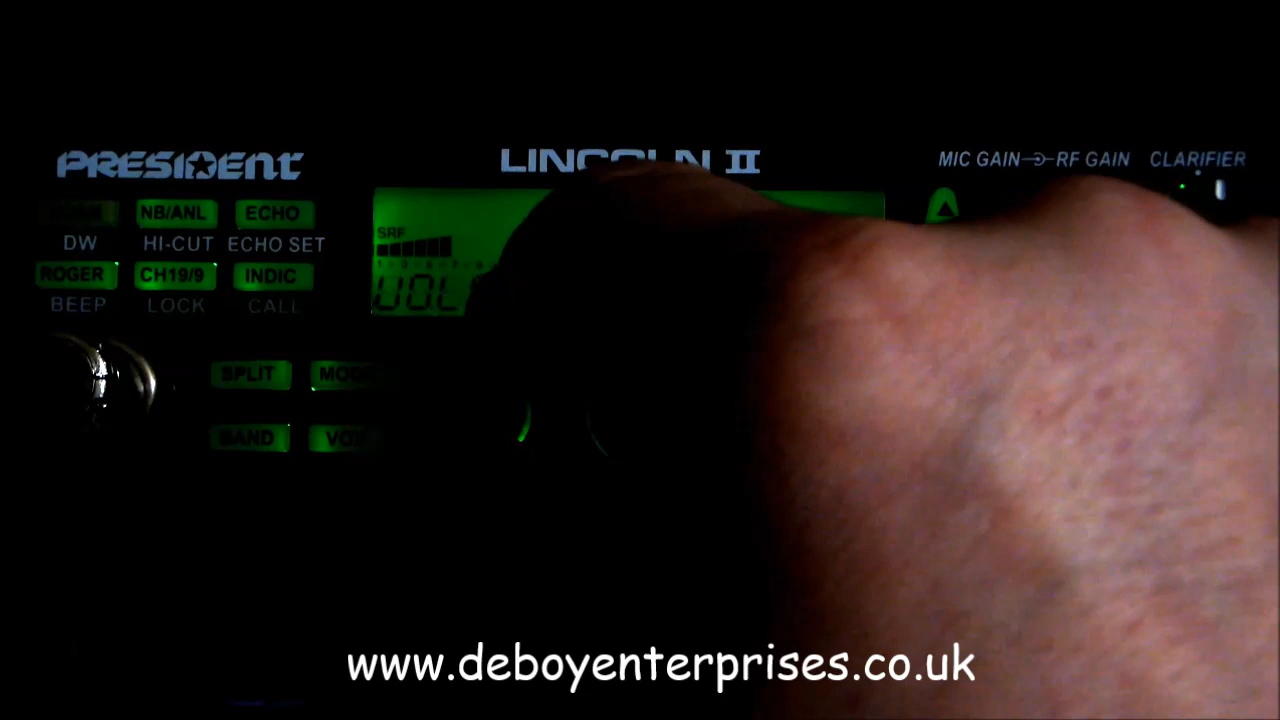 PRESIDENT
LINCOLN II
MIC GAIN RF GAIN CLARIFIER
NB/ANL ECHO
DW HI-CUT ECHO SET
ROGER CH19/9 INDIC
BEEP LOCK CALL
SRF
VOL
SPLIT MODE
BAND VOX
www.deboyenterprises.co.uk